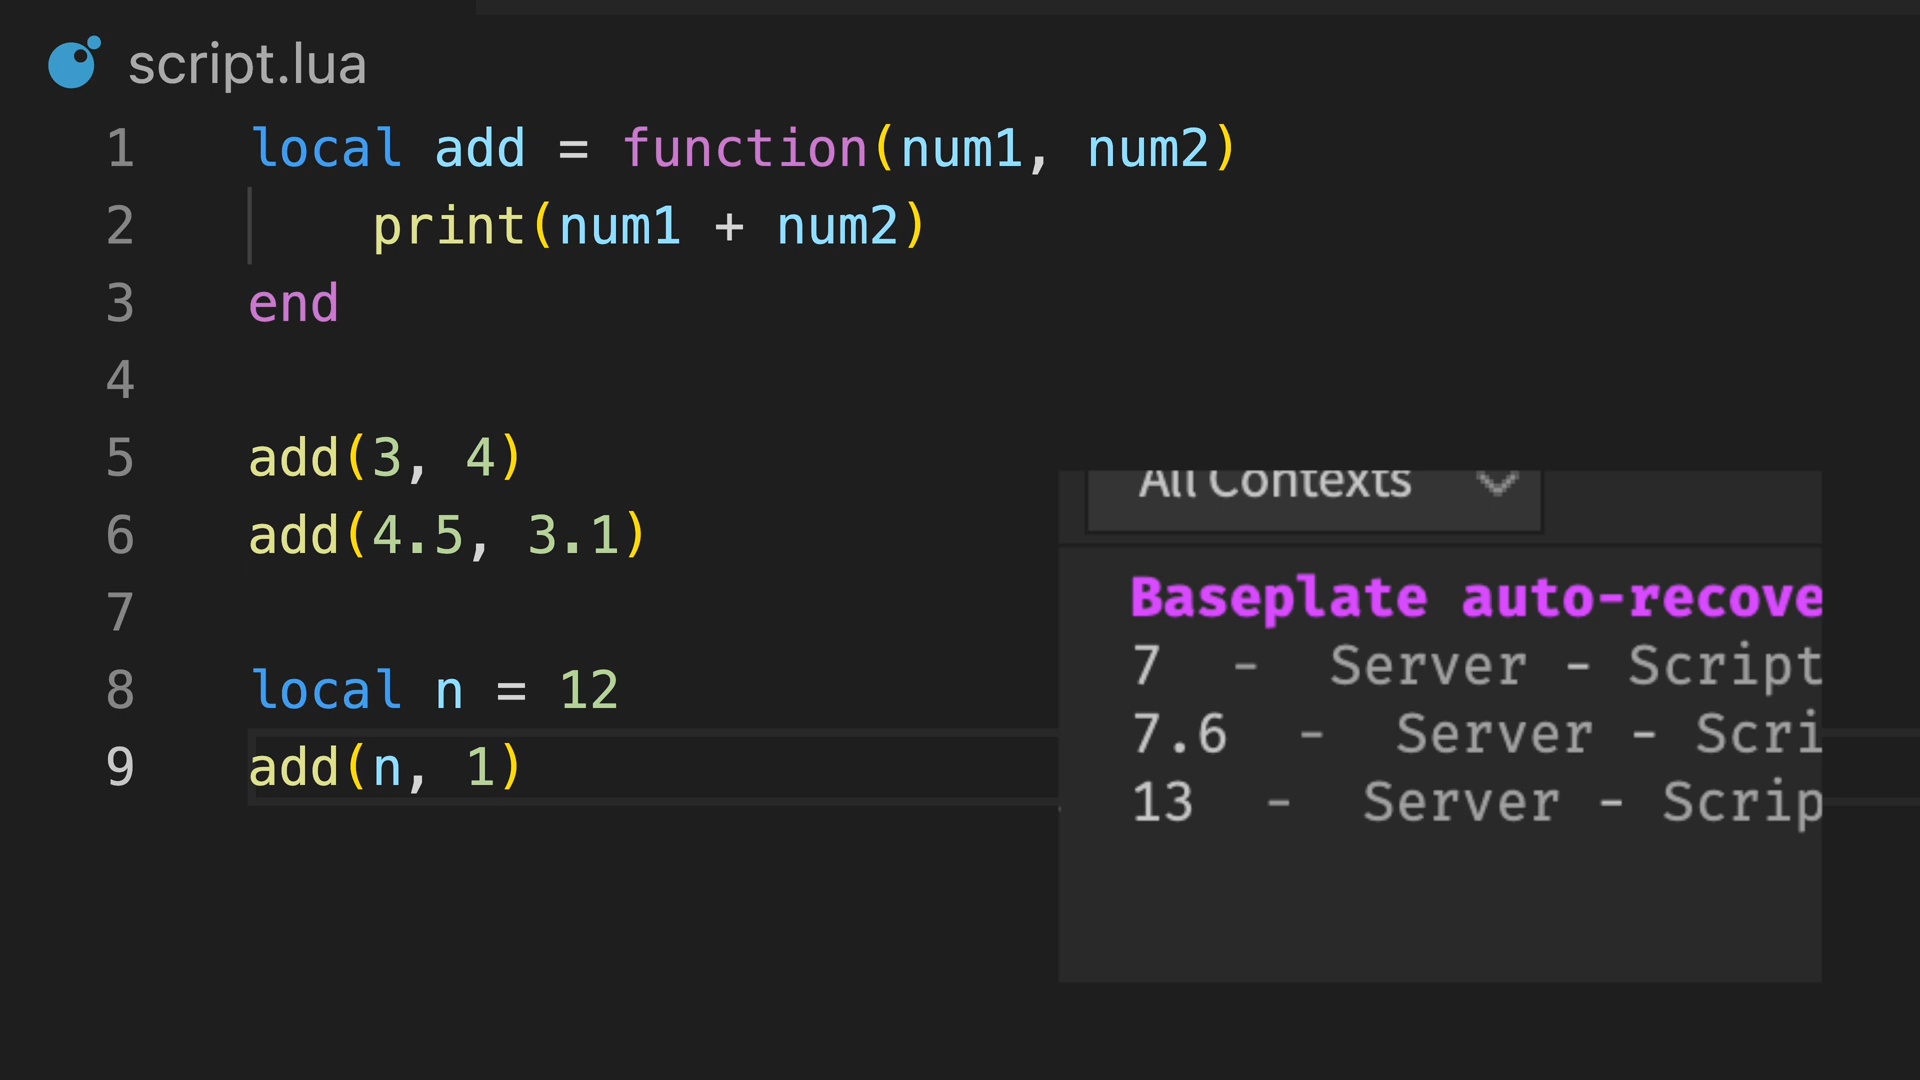 script.lua
1 local add = function(num1, num2)
2 print(num1 + num2)
3 end
4
5 add(3, 4)
6 add(4.5, 3.1)
7
8 local n = 12
9 add(n, 1)
All Contexts
Baseplate auto-recove
7 - Server - Script
7.6 - Server - Scri
13 - Server - Scrip